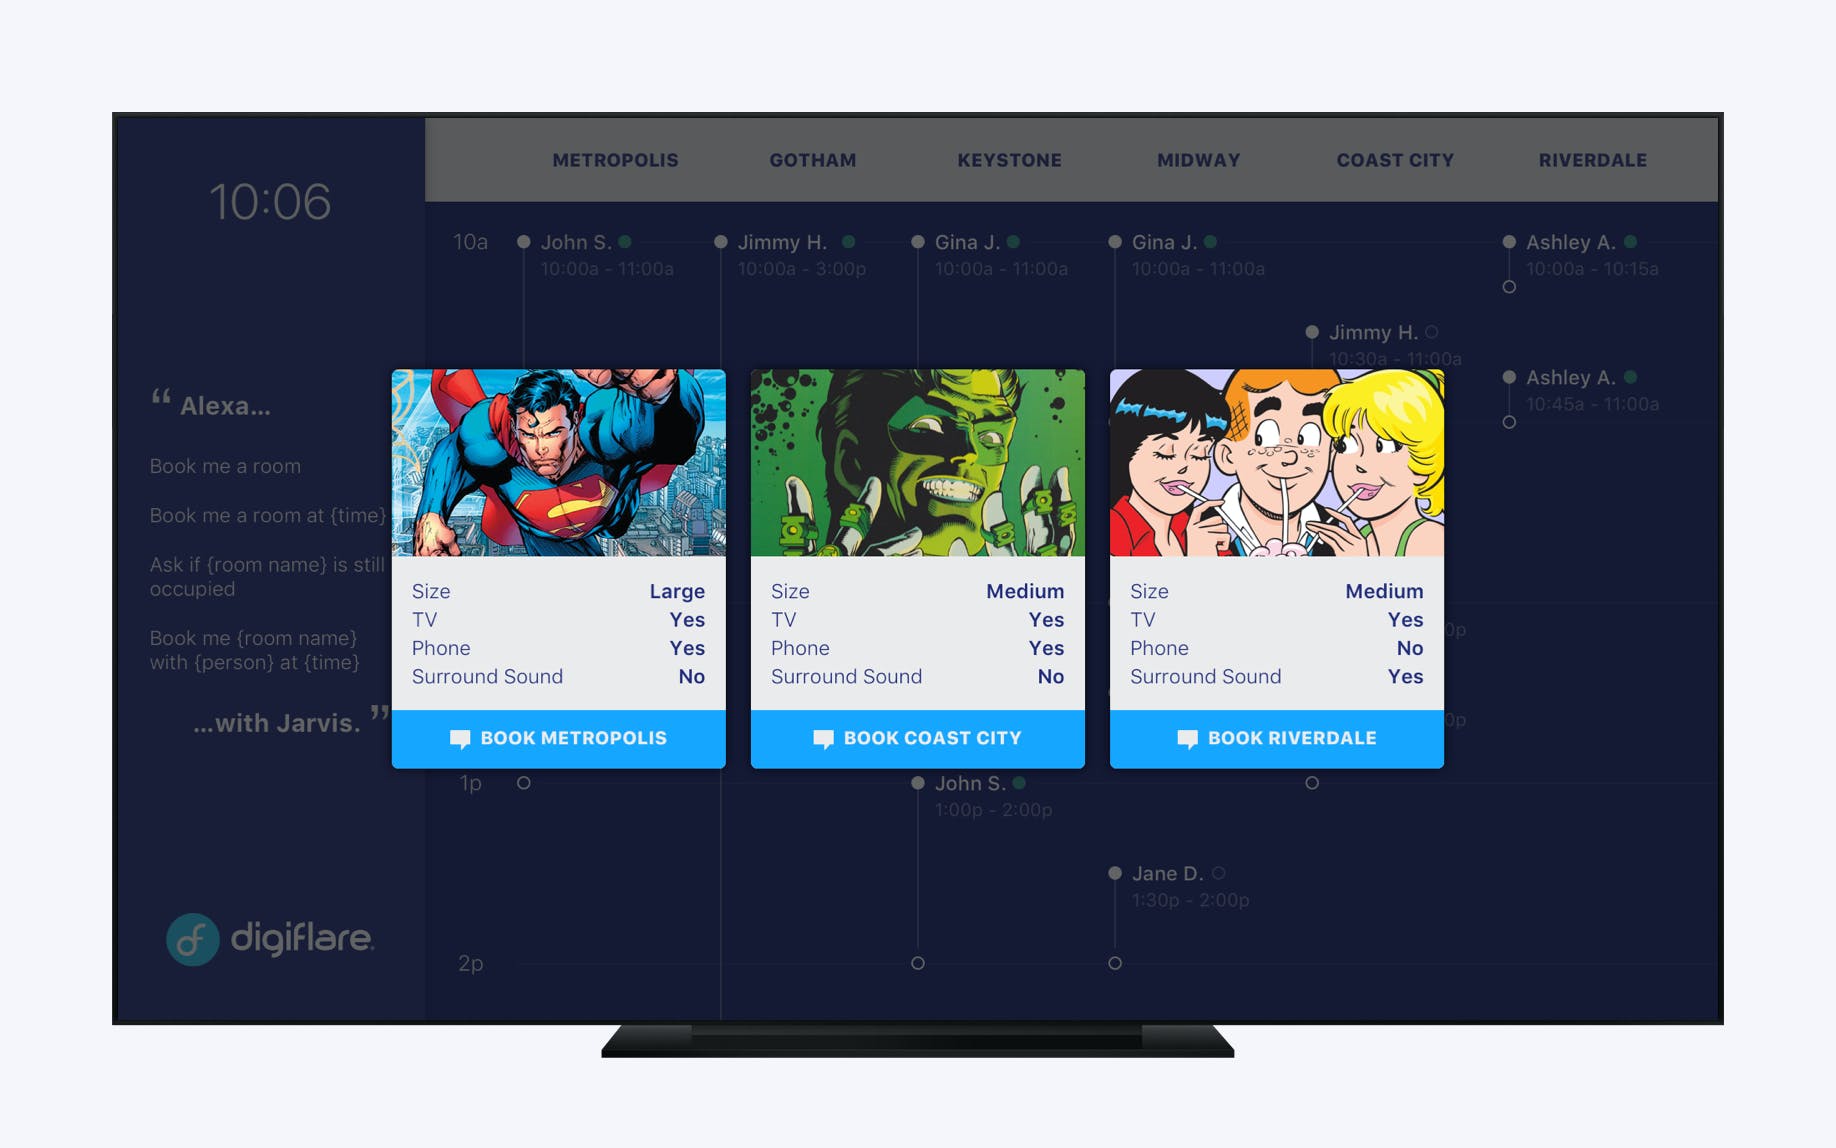 METROPOLIS GOTHAM KEYSTONE MIDWAY COAST CITY RIVERDALE
10:06
10a John S. Jimmy H. Gina J. Gina J. Ashley A.
10:00a - 11:00a 10:00a - 3:00p 10:00a - 11:00a 10:00a - 11:00a 10:00a - 10:15a
Jimmy H.
10:30a - 11:00a
Ashley A.
10:45a - 11:00a
“ Alexa...
Book me a room
Book me a room at {time}
Ask if {room name} is still
occupied
Book me {room name}
with {person} at {time}
...with Jarvis. ”
Size Large
TV Yes
Phone Yes
Surround Sound No
BOOK METROPOLIS
Size Medium
TV Yes
Phone Yes
Surround Sound No
BOOK COAST CITY
Size Medium
TV Yes
Phone No
Surround Sound Yes
BOOK RIVERDALE
1p John S.
1:00p - 2:00p
Jane D.
1:30p - 2:00p
2p
digiflare